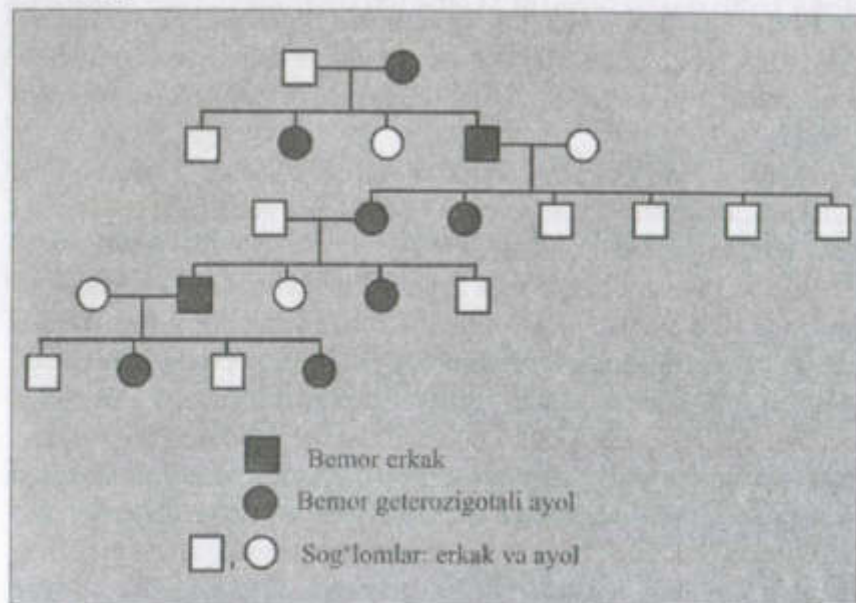 Bemor erkak
Bemor geterozigotali ayol
, Sog‘lomlar: erkak va ayol